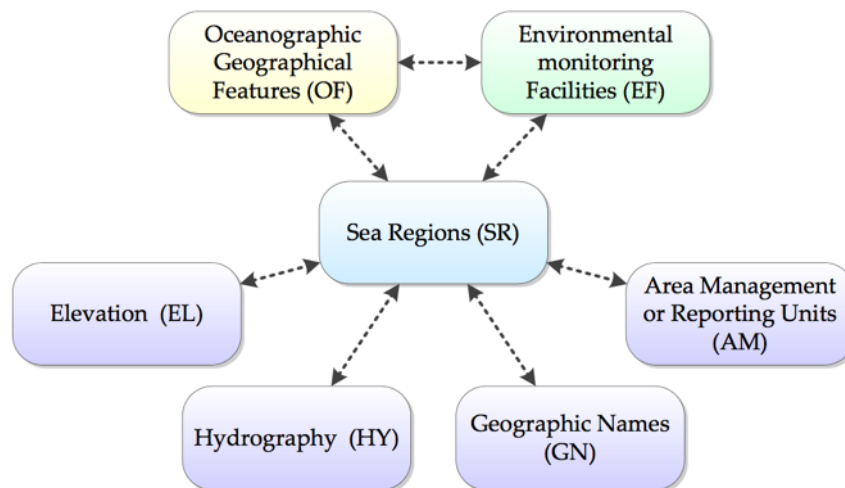 Oceanographic
Geographical
Features (OF)
Environmental
monitoring
Facilities (EF)
Sea Regions (SR)
Elevation (EL)
Area Management
or Reporting Units
(AM)
Hydrography (HY)
Geographic Names
(GN)